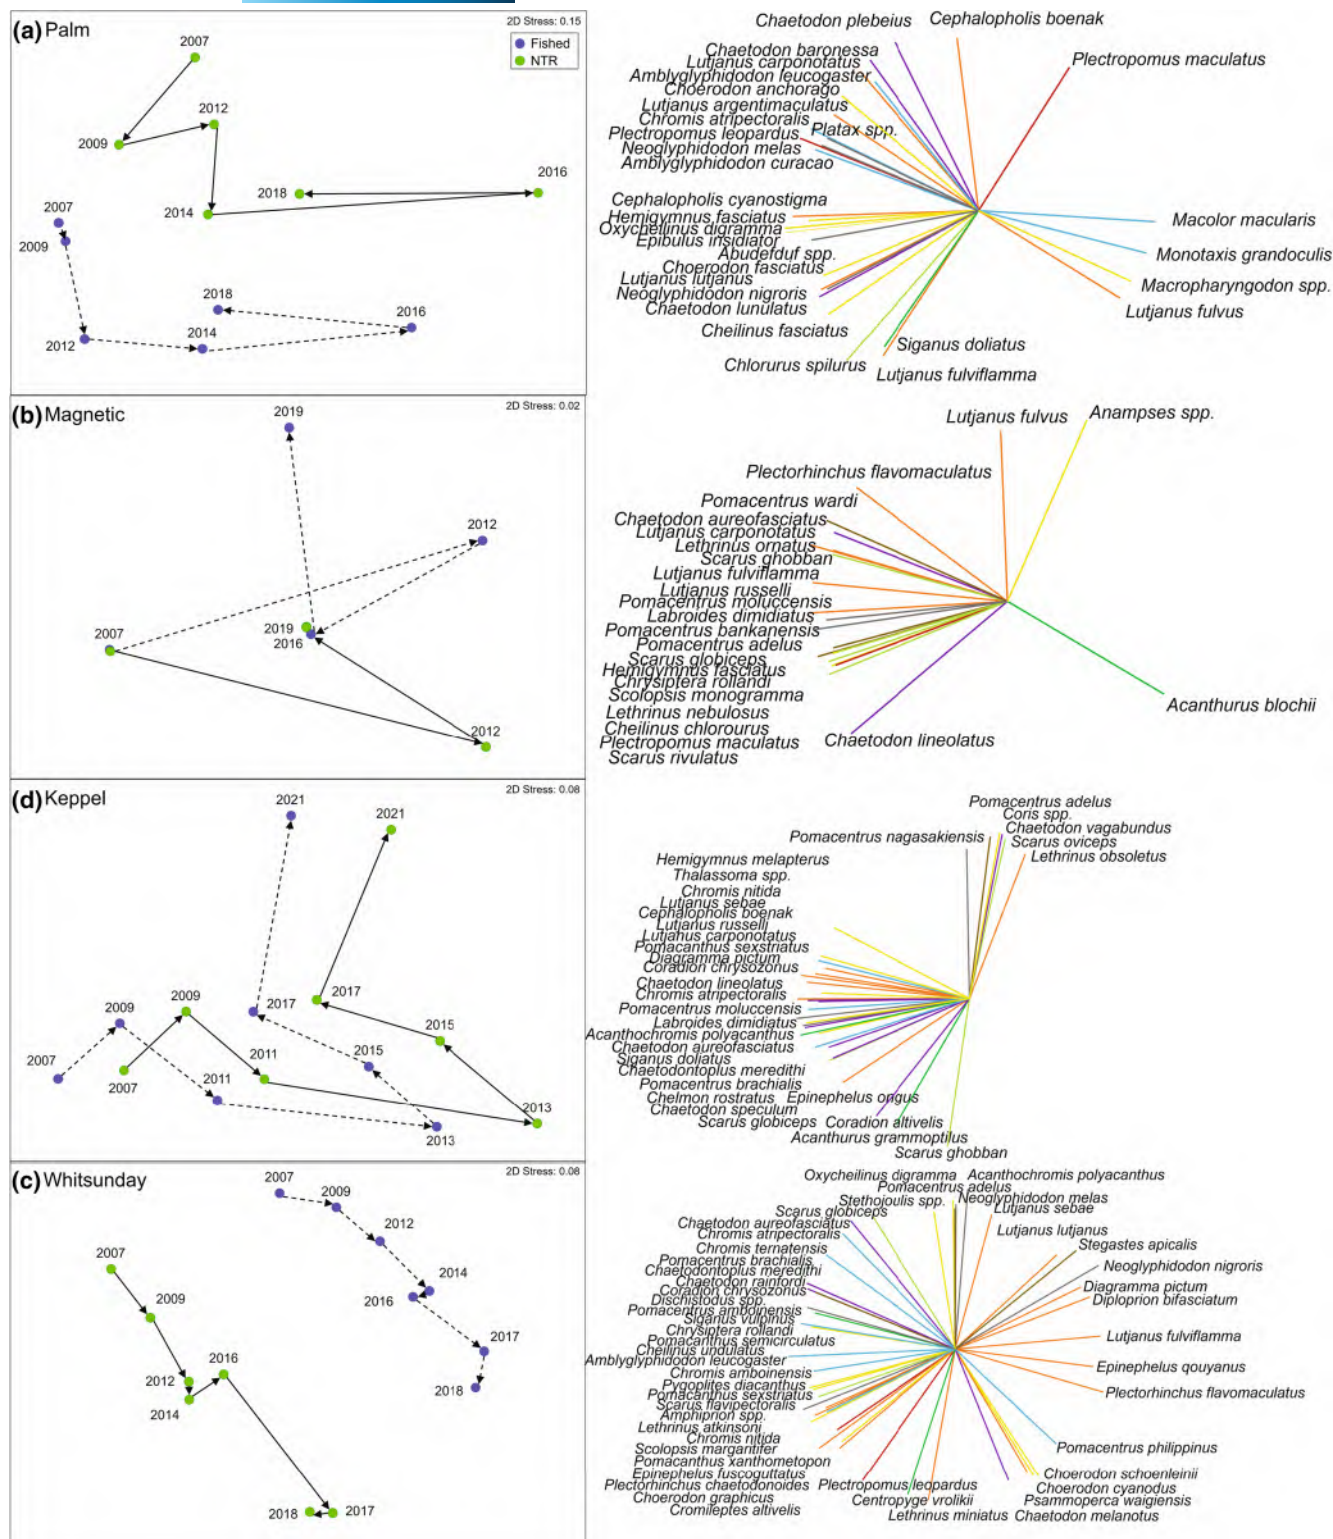 (a) Palm
2D Stress: 0.15
Fished
NTR
2007
2012
2009
2016
2018
2014
2007
2009
2018
2016
2014
2012
Chaetodon plebeius
Cephalopholis boenak
Chaetodon baronessa
Lutjanus carponotatus
Plectropomus maculatus
Amblyglyphidodon leucogaster
Choerodon anchorago
Lutjanus argentimaculatus
Chromis atripectoralis
Plectropomus leopardus
Platax spp.
Neoglyphidodon melas
Amblyglyphidodon curacao
Cephalopholis cyanostigma
Hemigymnus fasciatus
Oxycheilinus digramma
Epibulus insidiator
Abudefduf spp.
Choerodon fasciatus
Lutjanus lutjanus
Neoglyphidodon nigroris
Chaetodon lunulatus
Cheilinus fasciatus
Chlorurus spilurus
Siganus doliatus
Lutjanus fulviflamma
Macolor macularis
Monotaxis grandoculis
Macropharyngodon spp.
Lutjanus fulvus
(b) Magnetic
2D Stress: 0.02
2019
2012
2019
2016
2007
2012
Lutjanus fulvus
Anampses spp.
Plectorhinchus flavomaculatus
Pomacentrus wardi
Chaetodon aureofasciatus
Lutjanus carponotatus
Lethrinus ornatus
Scarus ghobban
Lutjanus fulviflamma
Lutjanus russelli
Pomacentrus moluccensis
Labroides dimidiatus
Pomacentrus bankanensis
Pomacentrus adelus
Scarus globiceps
Hemigymnus fasciatus
Chrysiptera rollandi
Scolopsis monogramma
Lethrinus nebulosus
Cheilinus chlorourus
Plectropomus maculatus
Scarus rivulatus
Chaetodon lineolatus
Acanthurus blochii
(d) Keppel
2D Stress: 0.08
2021
2021
2009
2009
2017
2017
2015
2015
2007
2007
2011
2011
2013
2013
Pomacentrus adelus
Coris spp.
Chaetodon vagabundus
Pomacentrus nagasakiensis
Scarus oviceps
Lethrinus obsoletus
Hemigymnus melapterus
Thalassoma spp.
Chromis nitida
Lutjanus sebae
Cephalopholis boenak
Lutjanus russelli
Lutjanus carponotatus
Pomacanthus sexstriatus
Diagramma pictum
Coradion chrysozonus
Chaetodon lineolatus
Chromis atripectoralis
Pomacentrus moluccensis
Labroides dimidiatus
Acanthochromis polyacanthus
Chaetodon aureofasciatus
Siganus doliatus
Chaetodontoplus meredithi
Pomacentrus brachialis
Chelmon rostratus
Chaetodon speculum
Scarus globiceps
Epinephelus ongus
Coradion altivelis
Acanthurus grammoptilus
Scarus ghobban
(c) Whitsunday
2D Stress: 0.08
2007
2009
2012
2014
2016
2017
2018
2007
2009
2016
2012
2014
2018
2017
Oxycheilinus digramma
Acanthochromis polyacanthus
Pomacentrus adelus
Stethojoulis spp.
Neoglyphidodon melas
Scarus globiceps
Lutjanus sebae
Chaetodon aureofasciatus
Chromis atripectoralis
Lutjanus lutjanus
Chromis ternatensis
Stegastes apicalis
Pomacentrus brachialis
Chaetodontoplus meredithi
Neoglyphidodon nigroris
Chaetodon rainfordi
Coradion chrysozonus
Diagramma pictum
Dischistodus spp.
Diploprion bifasciatum
Pomacentrus amboinensis
Siganus vulpinus
Chrysiptera rollandi
Pomacanthus semicirculatus
Lutjanus fulviflamma
Cheilinus undulatus
Amblyglyphidodon leucogaster
Chromis amboinensis
Epinephelus qouyanus
Pygoplites diacanthus
Pomacanthus sexstriatus
Plectorhinchus flavomaculatus
Scarus flavipectoralis
Amphiprion spp.
Lethrinus atkinsoni
Chromis nitida
Scolopsis margaritifer
Pomacentrus philippinus
Pomacanthus xanthometopon
Epinephelus fuscoguttatus
Plectorhinchus chaetodonoides
Choerodon graphicus
Cromileptes altivelis
Plectropomus leopardus
Centropyge vrolikii
Lethrinus miniatus
Choerodon schoenleinii
Choerodon cyanodus
Psammoperca waigiensis
Chaetodon melanotus